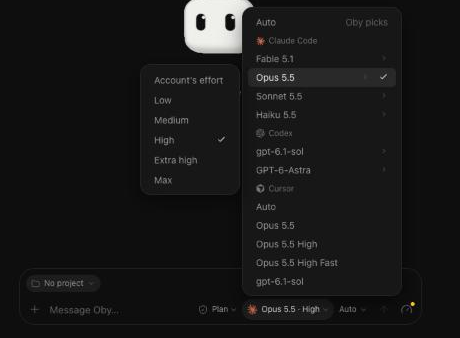 Auto Oby picks
Claude Code
Fable 5.1
Opus 5.5
Sonnet 5.5
Haiku 5.5
Codex
gpt-6.1-sol
GPT-6-Astra
Cursor
Auto
Opus 5.5
Opus 5.5 High
Opus 5.5 High Fast
gpt-6.1-sol
Account's effort
Low
Medium
High
Extra high
Max
No project
Message Oby...
Plan
Opus 5.5 · High
Auto